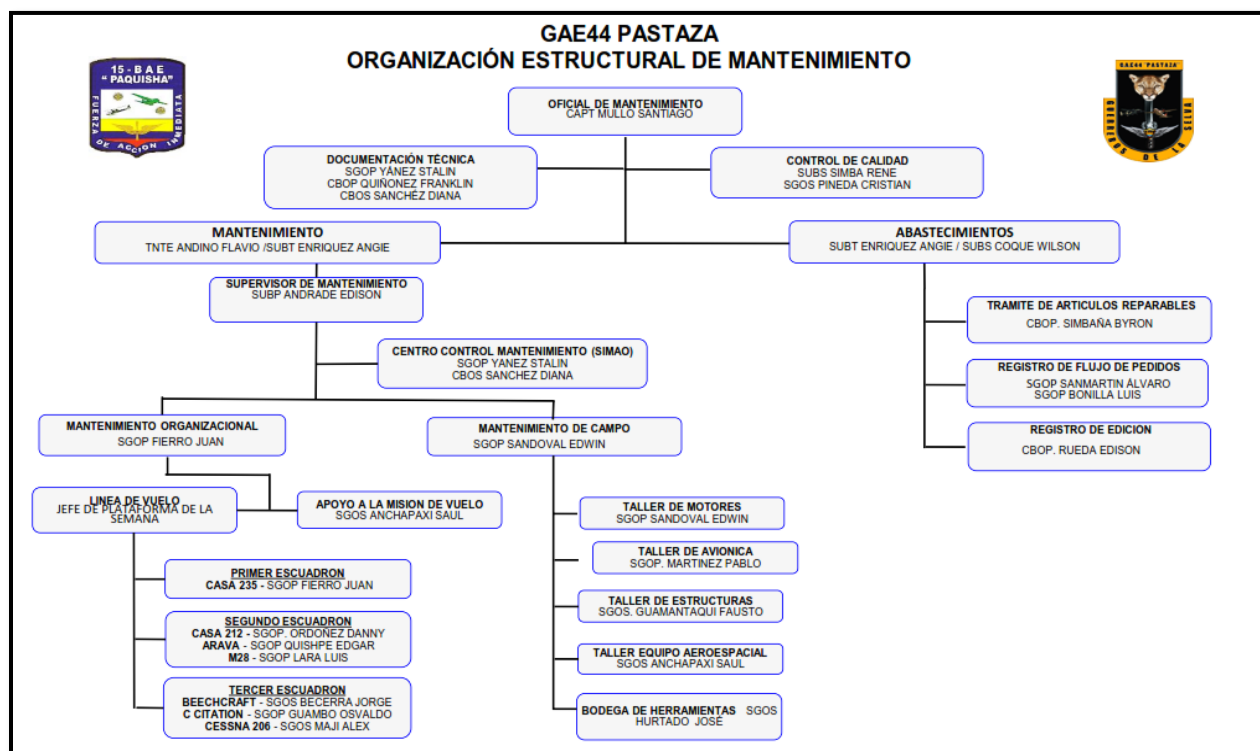 GAE44 PASTAZA
ORGANIZACIÓN ESTRUCTURAL DE MANTENIMIENTO
15 - B A E
" PAQUISHA"
FUERZA DE ACCION INMEDIATA
GAE44"PASTAZA"
GUERREROS DE LA SELVA
OFICIAL DE MANTENIMIENTO
CAPT MULLO SANTIAGO
DOCUMENTACIÓN TÉCNICA
SGOP YÁNEZ STALIN
CBOP QUIÑONEZ FRANKLIN
CBOS SANCHÉZ DIANA
CONTROL DE CALIDAD
SUBS SIMBA RENE
SGOS PINEDA CRISTIAN
MANTENIMIENTO
TNTE ANDINO FLAVIO /SUBT ENRIQUEZ ANGIE
ABASTECIMIENTOS
SUBT ENRIQUEZ ANGIE / SUBS COQUE WILSON
SUPERVISOR DE MANTENIMIENTO
SUBP ANDRADE EDISON
TRAMITE DE ARTICULOS REPARABLES
CBOP. SIMBAÑA BYRON
CENTRO CONTROL MANTENIMIENTO (SIMAO)
SGOP YANEZ STALIN
CBOS SANCHEZ DIANA
REGISTRO DE FLUJO DE PEDIDOS
SGOP SANMARTIN ÁLVARO
SGOP BONILLA LUIS
MANTENIMIENTO ORGANIZACIONAL
SGOP FIERRO JUAN
MANTENIMIENTO DE CAMPO
SGOP SANDOVAL EDWIN
REGISTRO DE EDICION
CBOP. RUEDA EDISON
LINEA DE VUELO
JEFE DE PLATAFORMA DE LA
SEMANA
APOYO A LA MISION DE VUELO
SGOS ANCHAPAXI SAUL
TALLER DE MOTORES
SGOP SANDOVAL EDWIN
TALLER DE AVIONICA
SGOP. MARTINEZ PABLO
PRIMER ESCUADRON
CASA 235 - SGOP FIERRO JUAN
TALLER DE ESTRUCTURAS
SGOS. GUAMANTAQUI FAUSTO
SEGUNDO ESCUADRON
CASA 212 - SGOP. ORDOÑEZ DANNY
ARAVA - SGOP QUISHPE EDGAR
M28 - SGOP LARA LUIS
TALLER EQUIPO AEROESPACIAL
SGOS ANCHAPAXI SAUL
TERCER ESCUADRON
BEECHCRAFT - SGOS BECERRA JORGE
C CITATION - SGOP GUAMBO OSVALDO
CESSNA 206 - SGOS MAJI ALEX
BODEGA DE HERRAMIENTAS SGOS
HURTADO JOSÉ